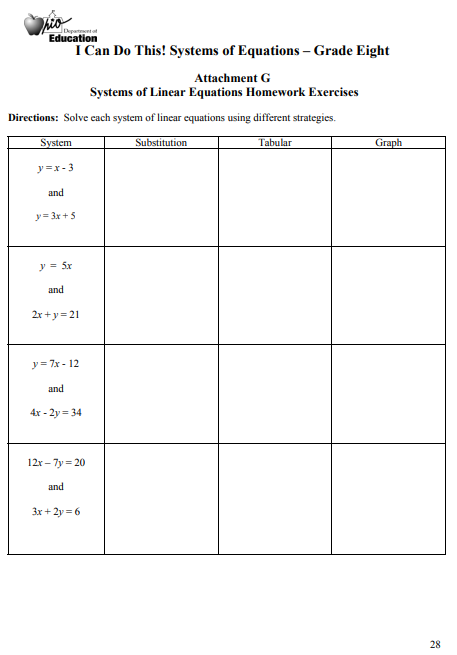 Ohio
Department of
Education
I Can Do This! Systems of Equations – Grade Eight
Attachment G
Systems of Linear Equations Homework Exercises
Directions: Solve each system of linear equations using different strategies.
System Substitution Tabular Graph
y = x - 3
and
y = 3x + 5
y = 5x
and
2x + y = 21
y = 7x - 12
and
4x - 2y = 34
12x – 7y = 20
and
3x + 2y = 6
28